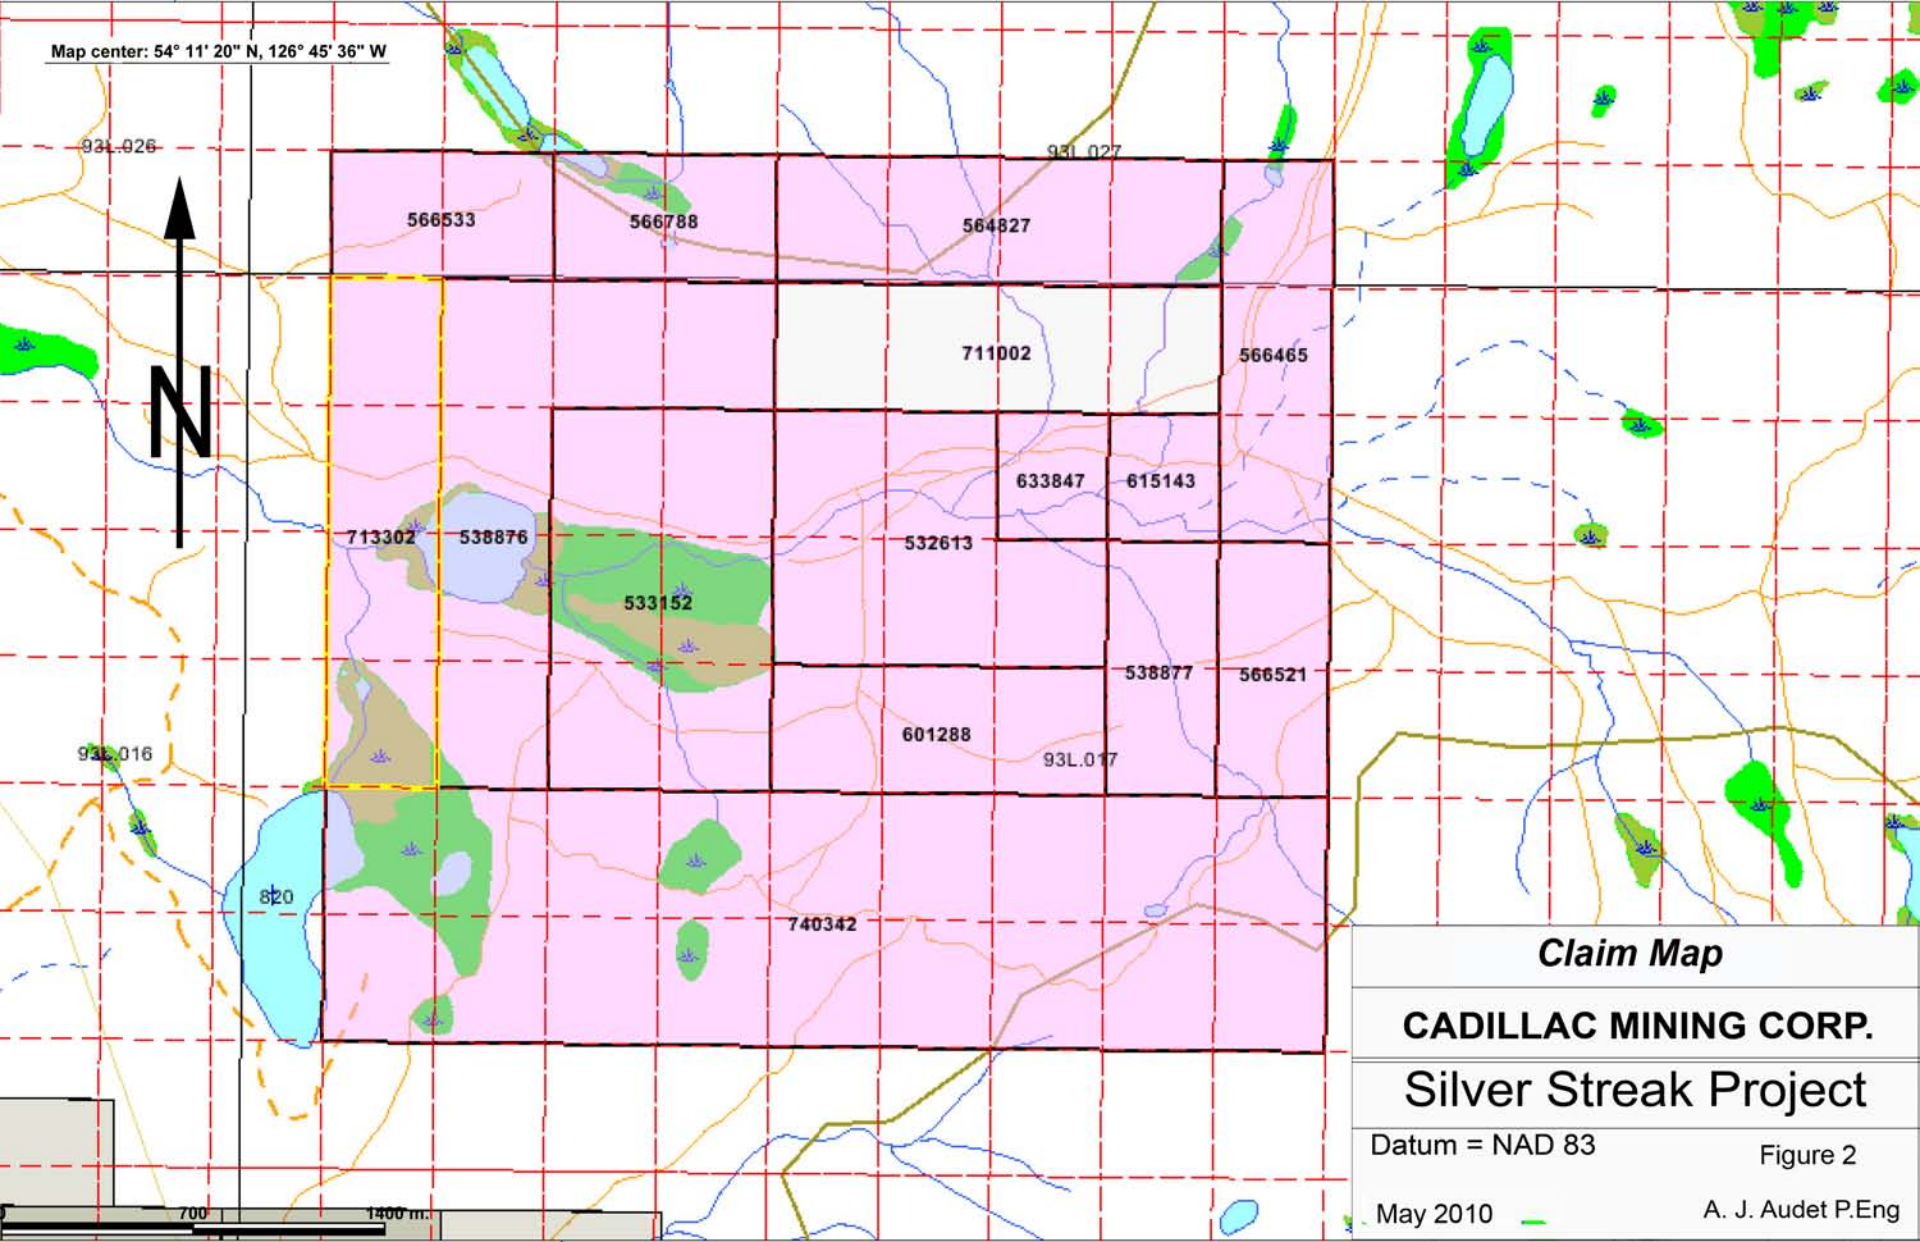 Map center: 54° 11' 20" N, 126° 45' 36" W
93L.026
93L.027
566533
566788
564827
711002
566465
N
633847
615143
713302
538876
532613
533152
538877
566521
601288
93L.016
93L.017
820
740342
Claim Map
CADILLAC MINING CORP.
Silver Streak Project
Datum = NAD 83
Figure 2
May 2010
A. J. Audet P.Eng
700
1400 m.